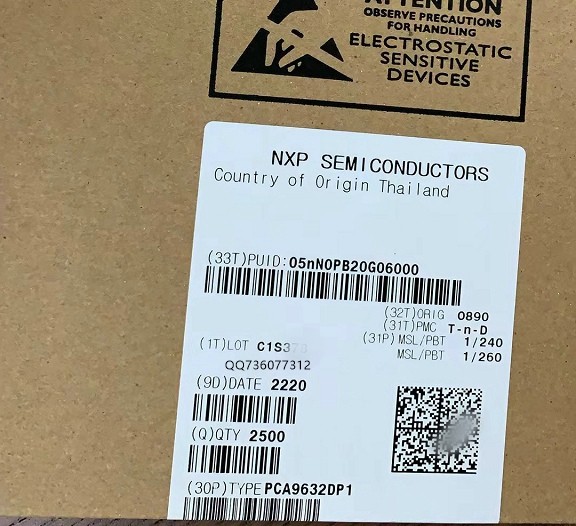 ATTENTION
OBSERVE PRECAUTIONS
FOR HANDLING
ELECTROSTATIC
SENSITIVE
DEVICES
NXP SEMICONDUCTORS
Country of Origin Thailand
(33T)PUID:05nN0PB20G06000
(32T)ORIG 0890
(31T)PMC T-n-D
(31P) MSL/PBT 1/240
MSL/PBT 1/260
(1T)LOT
QQ736077312
(9D)DATE 2220
(Q)QTY 2500
(30P)TYPE PCA9632DP1